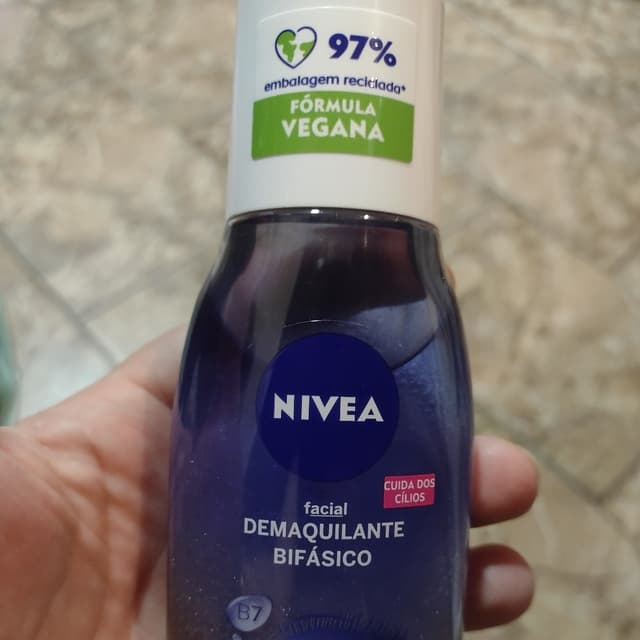 97%
embalagem reciclada*
FÓRMULA
VEGANA
NIVEA
CUIDA DOS
CÍLIOS
facial
DEMAQUILANTE
BIFÁSICO
B7